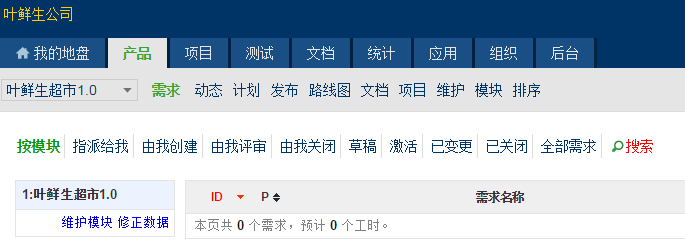 叶鲜生公司
我的地盘 产品 项目 测试 文档 统计 应用 组织 后台
叶鲜生超市1.0 需求 动态 计划 发布 路线图 文档 项目 维护 模块 排序
按模块 指派给我 由我创建 由我评审 由我关闭 草稿 激活 已变更 已关闭 全部需求 搜索
1:叶鲜生超市1.0 ID P 需求名称
维护模块 修正数据 本页共 0 个需求，预计 0 个工时。